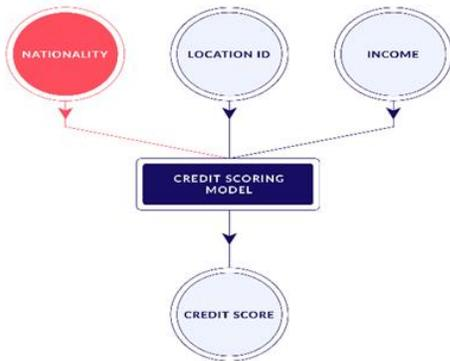 NATIONALITY
LOCATION ID
INCOME
CREDIT SCORING
MODEL
CREDIT SCORE